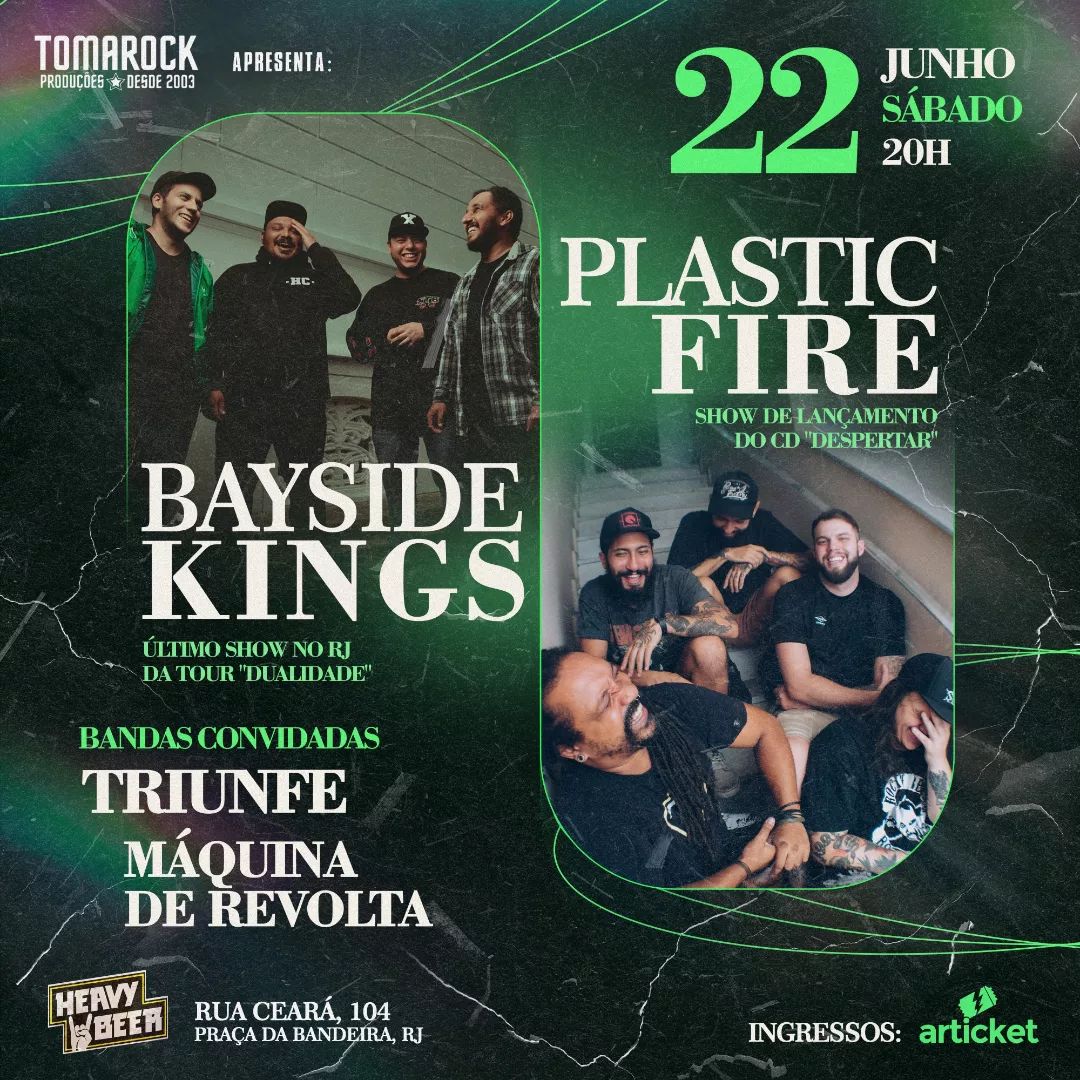 TOMAROCK
PRODUÇÕES ★ DESDE 2003
APRESENTA:
22
JUNHO
SÁBADO
20H
X
-HC-
PLASTIC
FIRE
SHOW DE LANÇAMENTO
DO CD "DESPERTAR"
BAYSIDE
KINGS
ÚLTIMO SHOW NO RJ
DA TOUR "DUALIDADE"
BANDAS CONVIDADAS
TRIUNFE
MÁQUINA
DE REVOLTA
HEAVY
BEER
RUA CEARÁ, 104
PRAÇA DA BANDEIRA, RJ
INGRESSOS:
articket